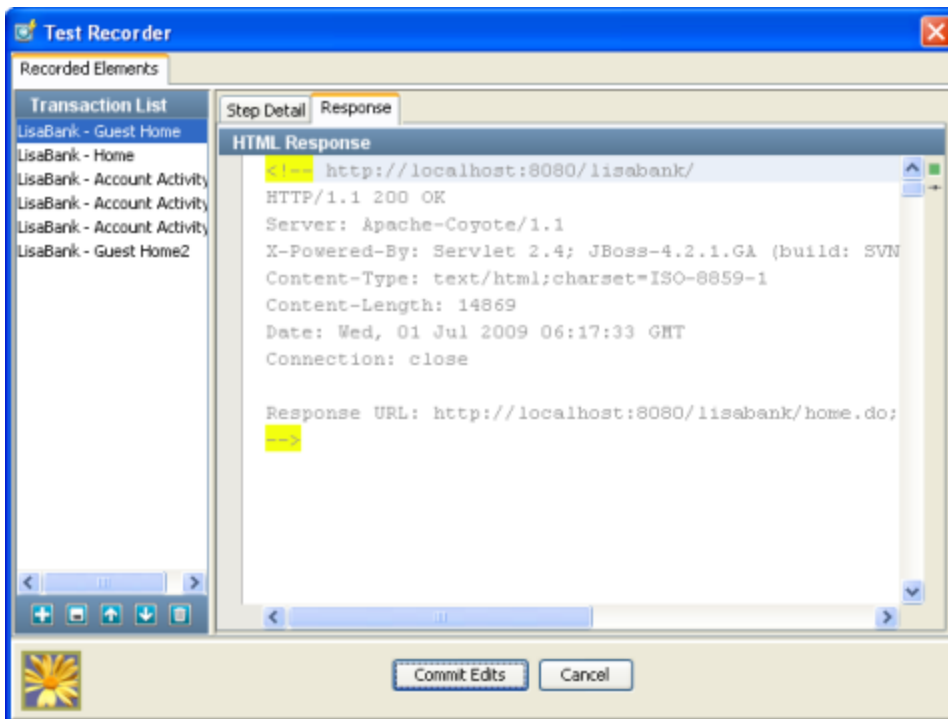 Test Recorder
Recorded Elements
Transaction List
LisaBank - Guest Home
LisaBank - Home
LisaBank - Account Activity
LisaBank - Account Activity
LisaBank - Account Activity
LisaBank - Guest Home2
Step Detail Response
HTML Response
<!-- http://localhost:8080/lisabank/
HTTP/1.1 200 OK
Server: Apache-Coyote/1.1
X-Powered-By: Servlet 2.4; JBoss-4.2.1.GA (build: SVN
Content-Type: text/html;charset=ISO-8859-1
Content-Length: 14869
Date: Wed, 01 Jul 2009 06:17:33 GMT
Connection: close
Response URL: http://localhost:8080/lisabank/home.do;
-->
Commit Edits Cancel